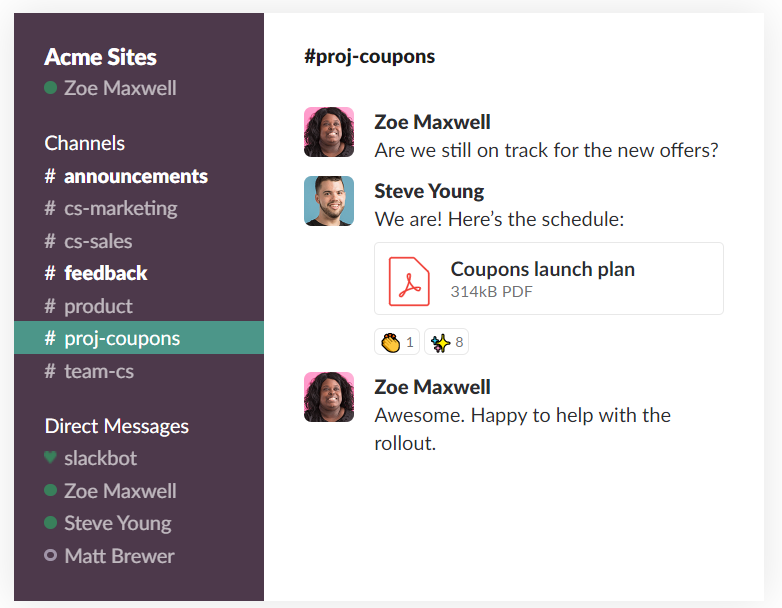 Acme Sites
Zoe Maxwell
Channels
# announcements
# cs-marketing
# cs-sales
# feedback
# product
# proj-coupons
# team-cs
Direct Messages
slackbot
Zoe Maxwell
Steve Young
Matt Brewer
#proj-coupons
Zoe Maxwell
Are we still on track for the new offers?
Steve Young
We are! Here’s the schedule:
Coupons launch plan
314kB PDF
1 8
Zoe Maxwell
Awesome. Happy to help with the
rollout.